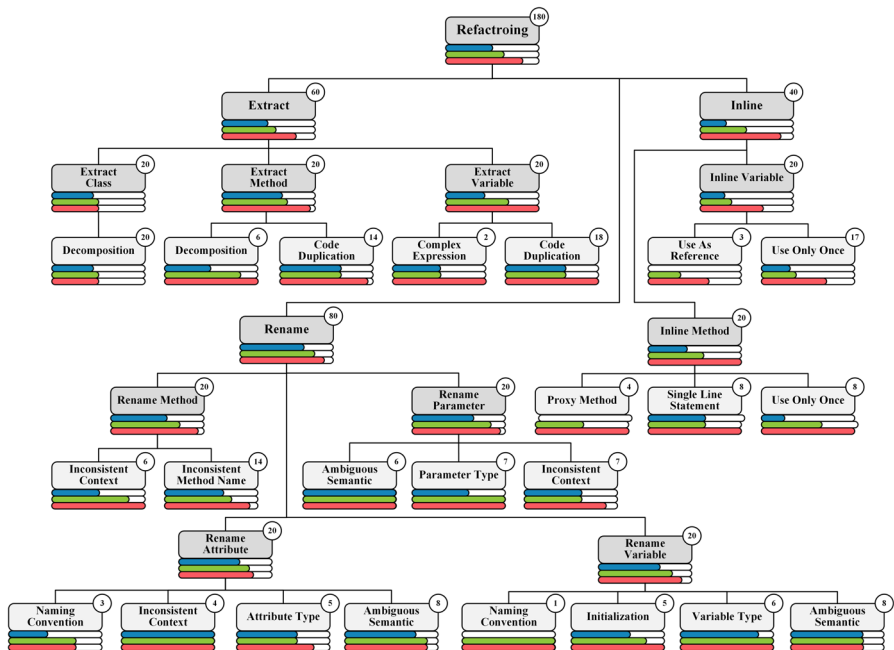 180
Refactroing
60
Extract
40
Inline
20
Extract
Class
20
Extract
Method
20
Extract
Variable
20
Inline Variable
20
Decomposition
6
Decomposition
14
Code
Duplication
2
Complex
Expression
18
Code
Duplication
3
Use As
Reference
17
Use Only Once
80
Rename
20
Inline Method
20
Rename Method
20
Rename
Parameter
4
Proxy Method
8
Single Line
Statement
8
Use Only Once
6
Inconsistent
Context
14
Inconsistent
Method Name
6
Ambiguous
Semantic
7
Parameter Type
7
Inconsistent
Context
20
Rename
Attribute
20
Rename
Variable
3
Naming
Convention
4
Inconsistent
Context
5
Attribute Type
8
Ambiguous
Semantic
1
Naming
Convention
5
Initialization
6
Variable Type
8
Ambiguous
Semantic